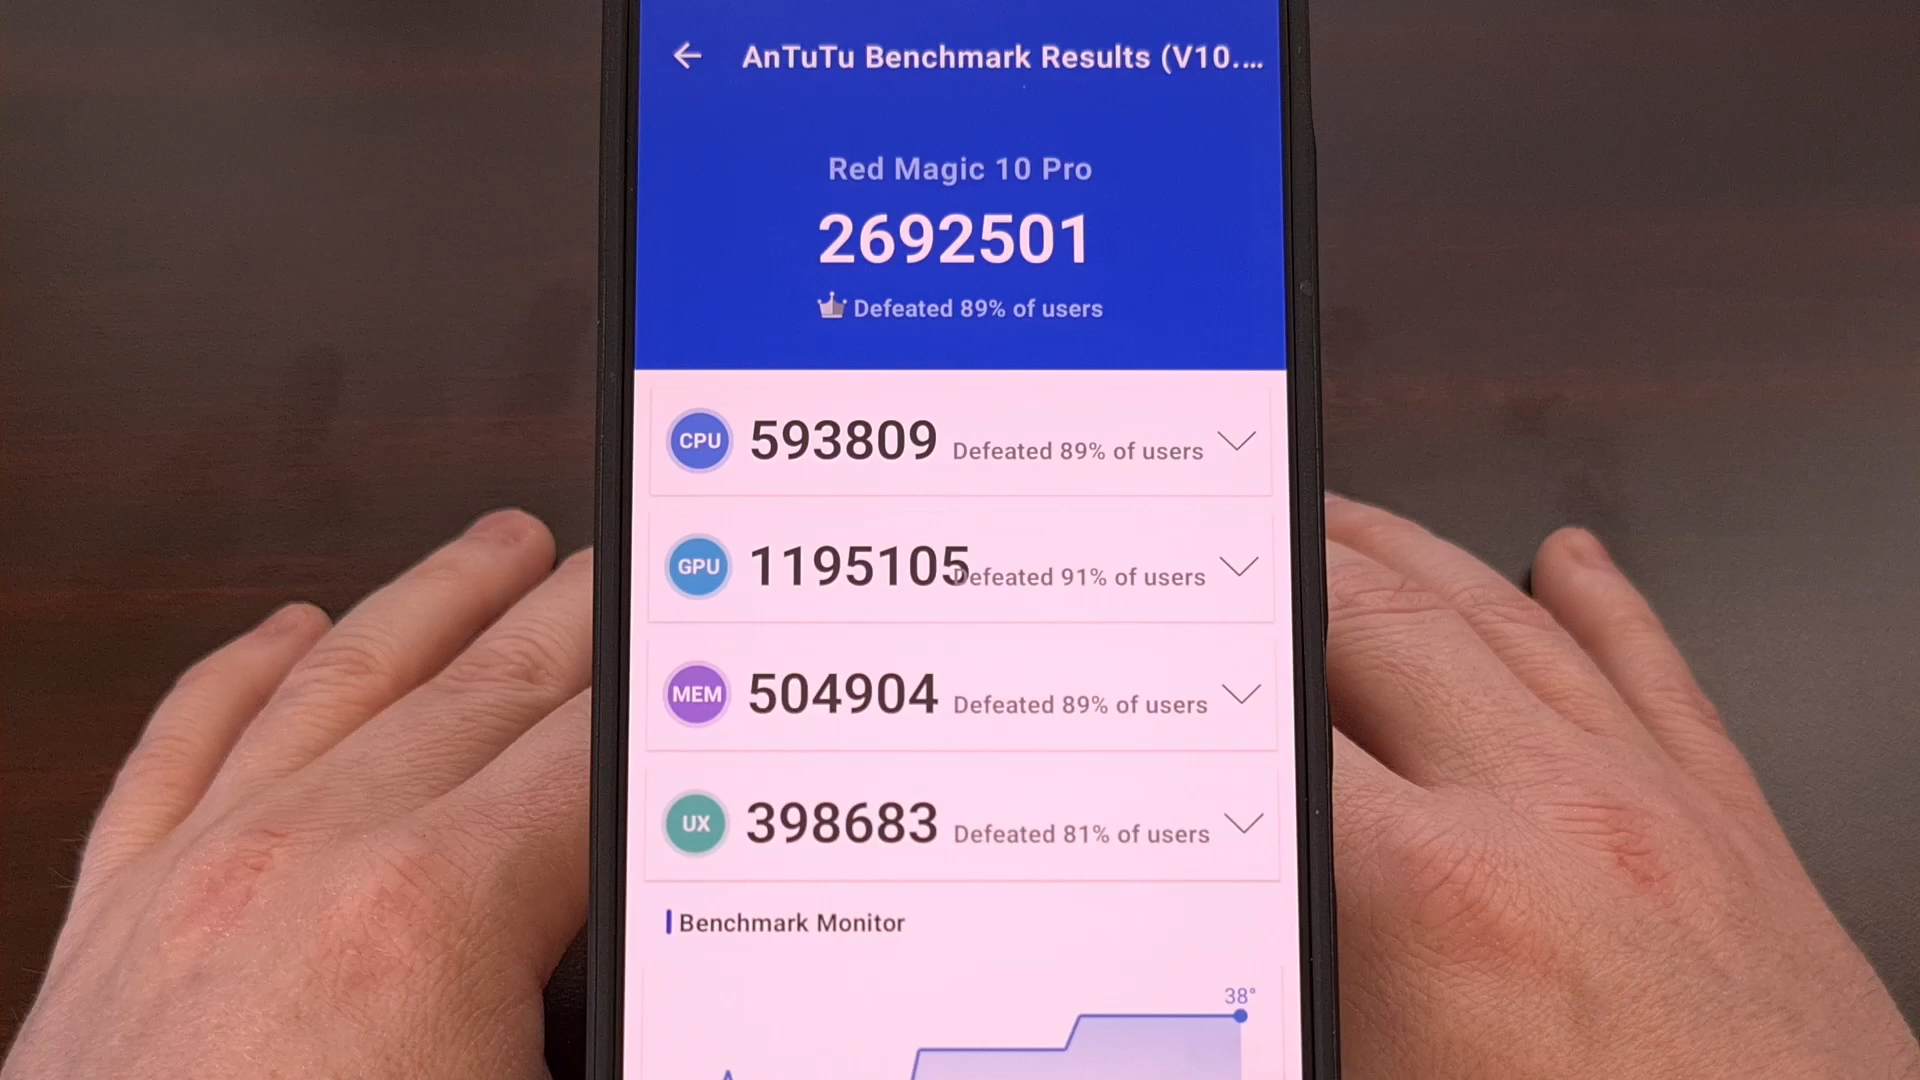 AnTuTu Benchmark Results (V10....
Red Magic 10 Pro
2692501
Defeated 89% of users
CPU 593809 Defeated 89% of users
GPU 1195105 Defeated 91% of users
MEM 504904 Defeated 89% of users
UX 398683 Defeated 81% of users
Benchmark Monitor
38°